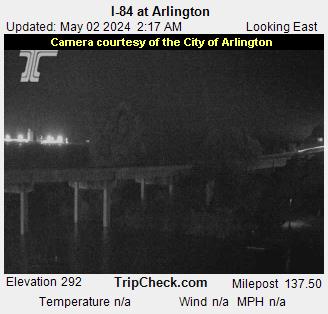 I-84 at Arlington
Updated: May 02 2024 2:17 AM Looking East
Camera courtesy of the City of Arlington
Elevation 292 TripCheck.com Milepost 137.50
Temperature n/a Wind n/a MPH n/a